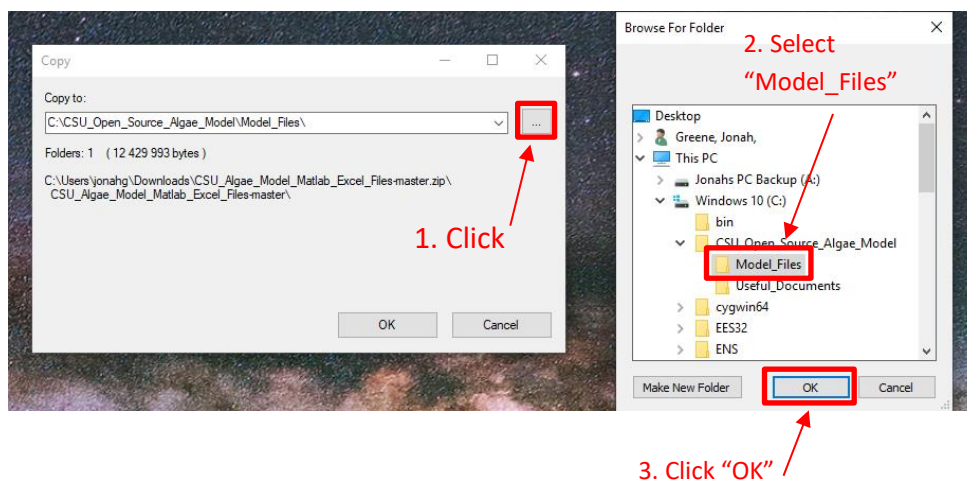 Copy
Copy to:
C:\CSU_Open_Source_Algae_Model\Model_Files\
...
Folders: 1 ( 12 429 993 bytes )
C:\Users\jonahg\Downloads\CSU_Algae_Model_Matlab_Excel_Files-master.zip\
CSU_Algae_Model_Matlab_Excel_Files-master\
1. Click
OK
Cancel
Browse For Folder
2. Select
“Model_Files”
Desktop
Greene, Jonah,
This PC
Jonahs PC Backup (A:)
Windows 10 (C:)
bin
CSU_Open_Source_Algae_Model
Model_Files
Useful_Documents
cygwin64
EES32
ENS
Make New Folder
OK
Cancel
3. Click “OK”